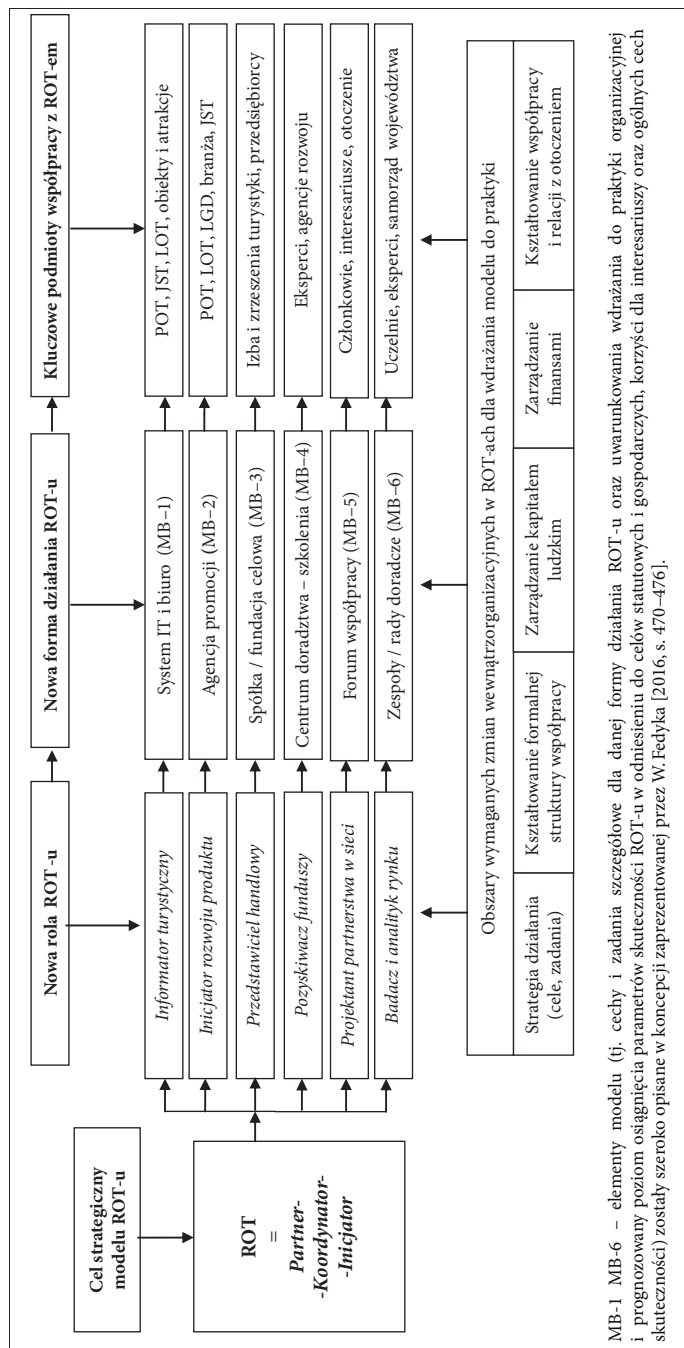 Cel strategiczny
modelu ROT-u
ROT
=
Partner-
-Koordynator-
-Inicjator
Nowa rola ROT -u
Informator turystyczny
Inicjator rozwoju produktu
Przedstawiciel handlowy
Pozyskiwacz funduszy
Projektant partnerstwa w sieci
Badacz i analityk rynku
Nowa forma działania ROT-u
System IT i biuro (MB–1)
Agencja promocji (MB–2)
Spółka / fundacja celowa (MB–3)
Centrum doradztwa – szkolenia (MB–4)
Forum współpracy (MB–5)
Zespoły / rady doradcze (MB–6)
Kluczowe podmioty współpracy z ROT-em
POT, JST, LOT, obiekty i atrakcje
POT, LOT, LGD, branża, JST
Izba i zrzeszenia turystyki, przedsiębiorcy
Eksperci, agencje rozwoju
Członkowie, interesariusze, otoczenie
Uczelnie, eksperci, samorząd województwa
Obszary wymaganych zmian wewnątrzorganizacyjnych w ROT-ach dla wdrażania modelu do praktyki
Strategia działania
(cele, zadania)
Kształtowanie formalnej
struktury współpracy
Zarządzanie kapitałem
ludzkim
Zarządzanie
finansami
Kształtowanie współpracy
i relacji z otoczeniem
MB-1 MB-6 – elementy modelu (tj. cechy i zadania szczegółowe dla danej formy działania ROT-u oraz uwarunkowania wdrażania do praktyki organizacyjnej
i prognozowany poziom osiągnięcia parametrów skuteczności ROT-u w odniesieniu do celów statutowych i gospodarczych, korzyści dla interesariuszy oraz ogólnych cech
skuteczności) zostały szeroko opisane w koncepcji zaprezentowanej przez W. Fedyka [2016, s. 470–476].